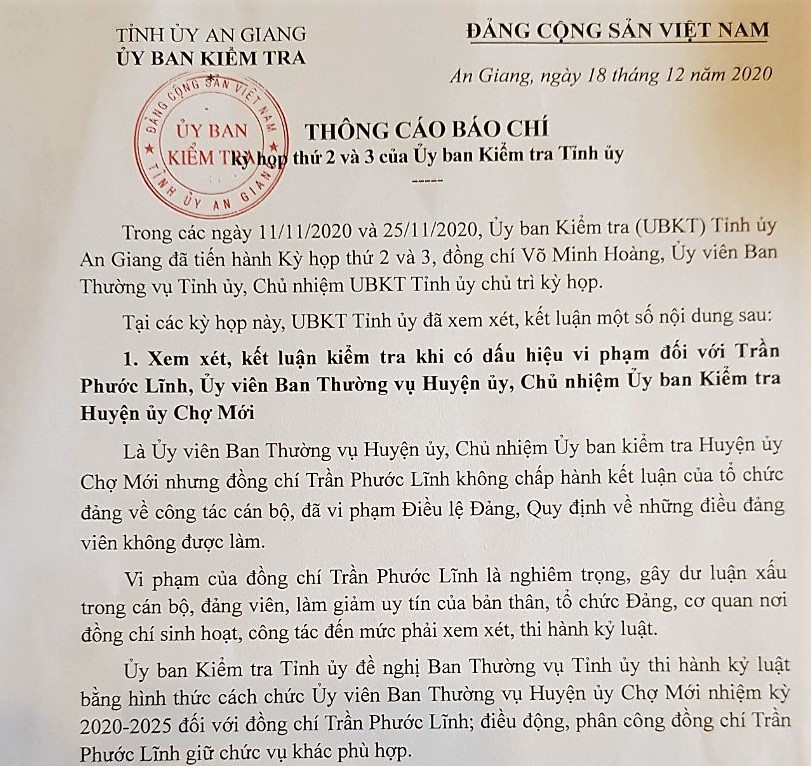 TỈNH ỦY AN GIANG
ỦY BAN KIỂM TRA
ĐẢNG CỘNG SẢN VIỆT NAM
An Giang, ngày 18 tháng 12 năm 2020
ĐẢNG CỘNG SẢN VIỆT NAM
ỦY BAN
KIỂM TRA
TỈNH ỦY AN GIANG
THÔNG CÁO BÁO CHÍ
Kỳ họp thứ 2 và 3 của Ủy ban Kiểm tra Tỉnh ủy
-----
Trong các ngày 11/11/2020 và 25/11/2020, Ủy ban Kiểm tra (UBKT) Tỉnh ủy
An Giang đã tiến hành Kỳ họp thứ 2 và 3, đồng chí Võ Minh Hoàng, Ủy viên Ban
Thường vụ Tỉnh ủy, Chủ nhiệm UBKT Tỉnh ủy chủ trì kỳ họp.
Tại các kỳ họp này, UBKT Tỉnh ủy đã xem xét, kết luận một số nội dung sau:
1. Xem xét, kết luận kiểm tra khi có dấu hiệu vi phạm đối với Trần
Phước Lĩnh, Ủy viên Ban Thường vụ Huyện ủy, Chủ nhiệm Ủy ban Kiểm tra
Huyện ủy Chợ Mới
Là Ủy viên Ban Thường vụ Huyện ủy, Chủ nhiệm Ủy ban kiểm tra Huyện ủy
Chợ Mới nhưng đồng chí Trần Phước Lĩnh không chấp hành kết luận của tổ chức
đảng về công tác cán bộ, đã vi phạm Điều lệ Đảng, Quy định về những điều đảng
viên không được làm.
Vi phạm của đồng chí Trần Phước Lĩnh là nghiêm trọng, gây dư luận xấu
trong cán bộ, đảng viên, làm giảm uy tín của bản thân, tổ chức Đảng, cơ quan nơi
đồng chí sinh hoạt, công tác đến mức phải xem xét, thi hành kỷ luật.
Ủy ban Kiểm tra Tỉnh ủy đề nghị Ban Thường vụ Tỉnh ủy thi hành kỷ luật
bằng hình thức cách chức Ủy viên Ban Thường vụ Huyện ủy Chợ Mới nhiệm kỳ
2020-2025 đối với đồng chí Trần Phước Lĩnh; điều động, phân công đồng chí Trần
Phước Lĩnh giữ chức vụ khác phù hợp.